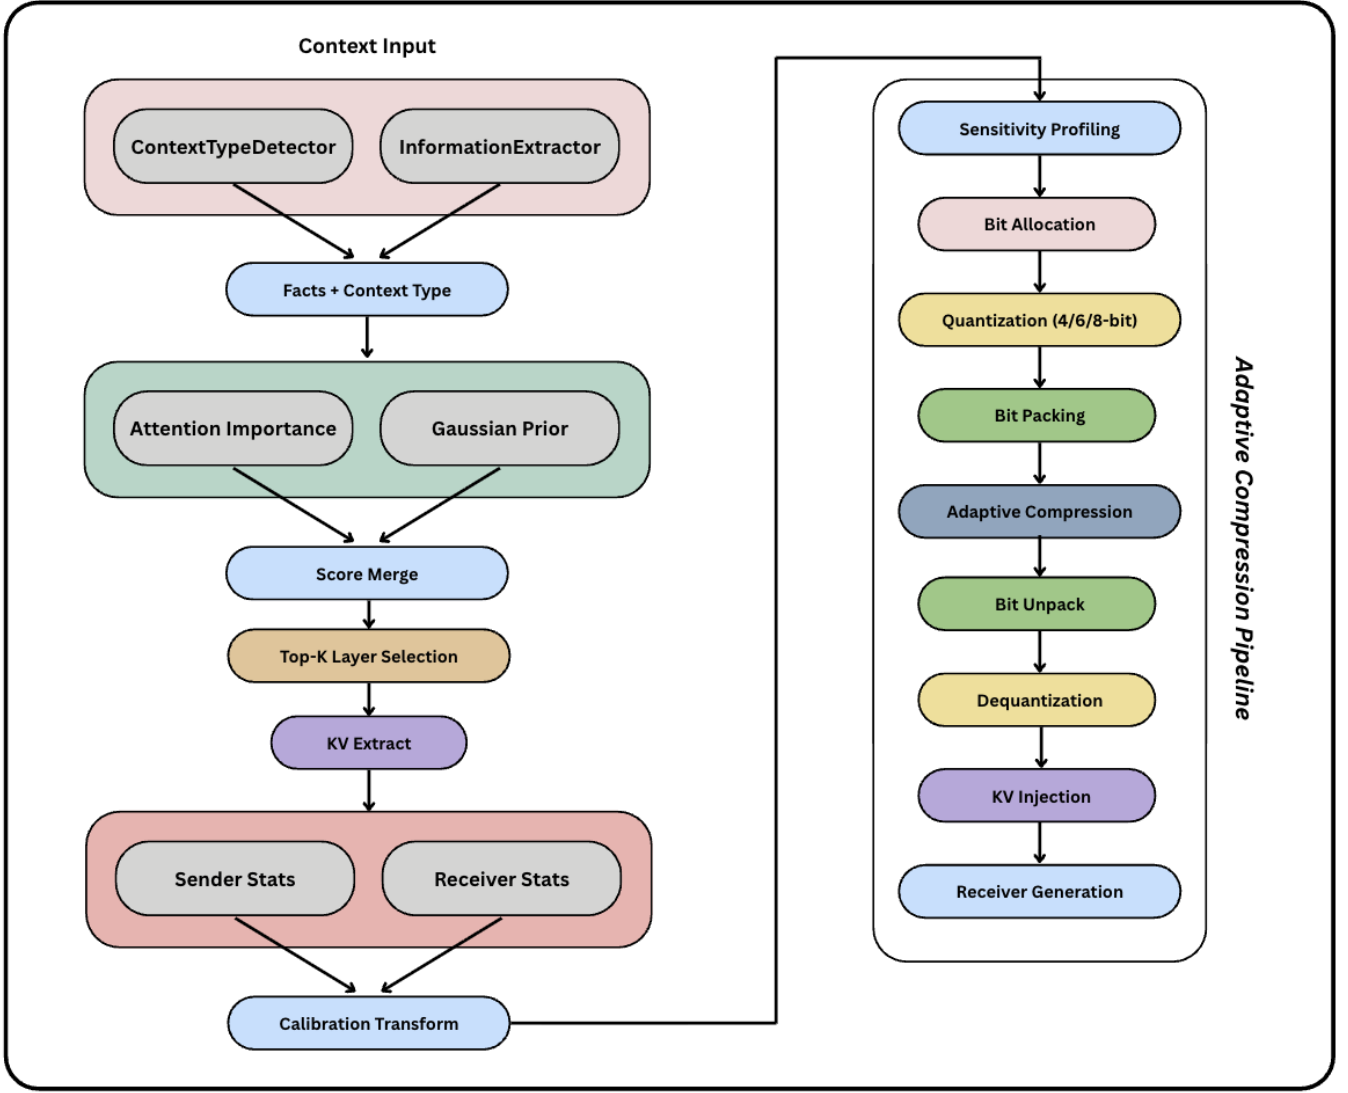 Context Input
ContextTypeDetector
InformationExtractor
Facts + Context Type
Attention Importance
Gaussian Prior
Score Merge
Top-K Layer Selection
KV Extract
Sender Stats
Receiver Stats
Calibration Transform
Sensitivity Profiling
Bit Allocation
Quantization (4/6/8-bit)
Bit Packing
Adaptive Compression
Bit Unpack
Dequantization
KV Injection
Receiver Generation
Adaptive Compression Pipeline